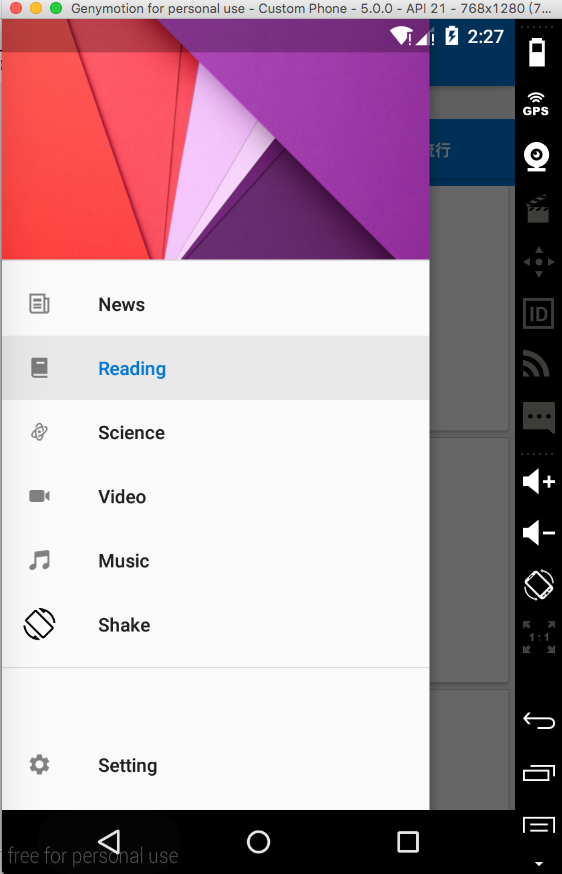 Genymotion for personal use - Custom Phone - 5.0.0 - API 21 - 768x1280 (7...
2:27
GPS
流行
News
ID
Reading
Science
Video
Music
Shake
1:1
Setting
free for personal use